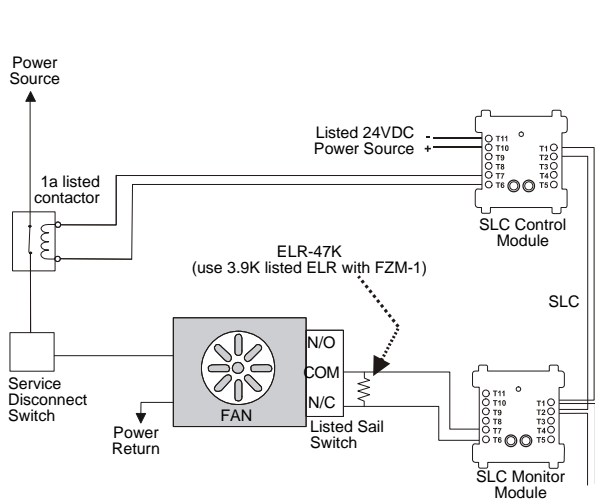 Power
Source
Listed 24VDC -
Power Source +
T11
T10
T9
T8
T7
T6
T1
T2
T3
T4
T5
1a listed
contactor
SLC Control
Module
ELR-47K
(use 3.9K listed ELR with FZM-1)
SLC
N/O
COM
N/C
FAN
Service
Disconnect
Switch
Power
Return
Listed Sail
Switch
T11
T10
T9
T8
T7
T6
T1
T2
T3
T4
T5
SLC Monitor
Module